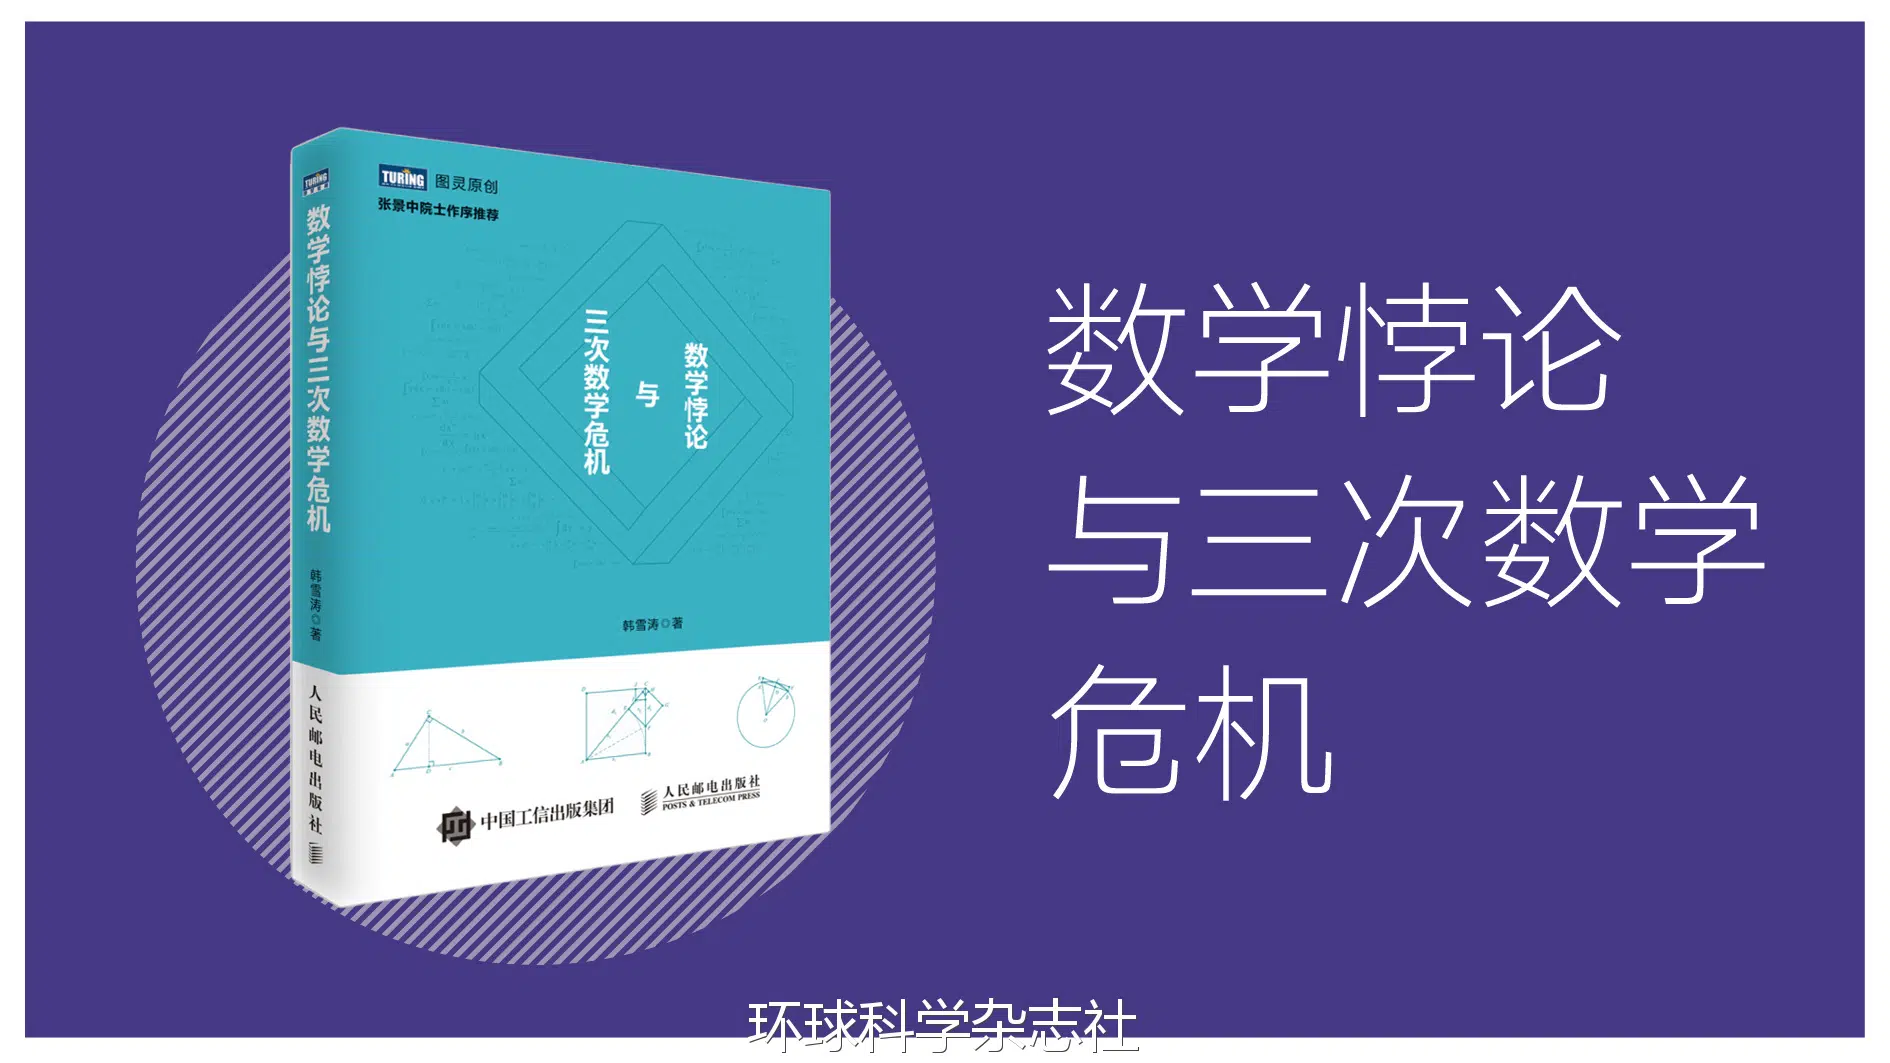 TURING
数学悖论与三次数学危机
韩雪涛◎著
人民邮电出版社
TURING 图灵原创
张景中院士作序推荐
数学悖论
与
三次数学危机
韩雪涛◎著
中国工信出版集团
人民邮电出版社
POSTS & TELECOM PRESS
数学悖论
与三次数学
危机
环球科学杂志社